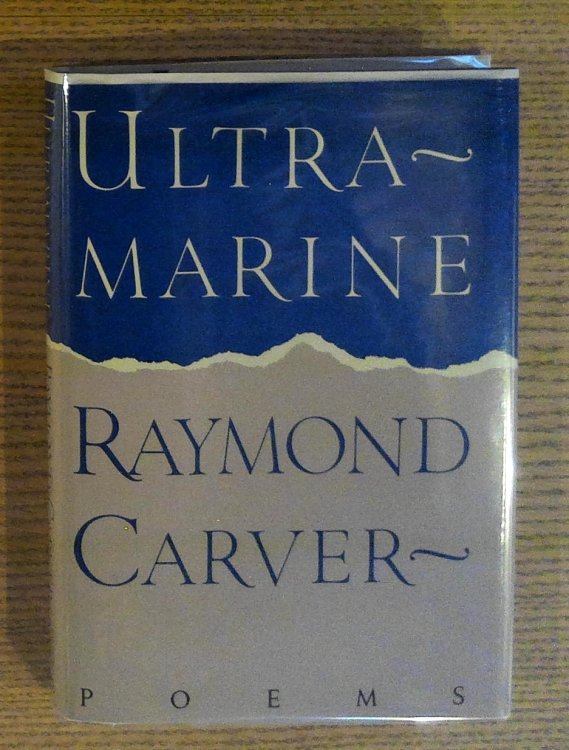 ULTRA~
MARINE
RAYMOND
CARVER~
POEMS